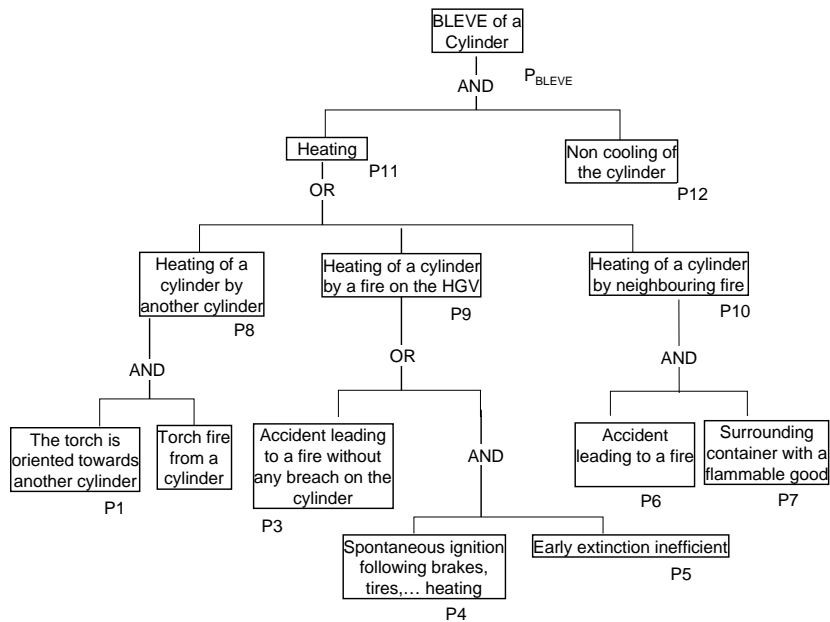 BLEVE of a
Cylinder
P_BLEVE
AND
Heating
P11
Non cooling of
the cylinder
P12
OR
Heating of a
cylinder by
another cylinder
P8
Heating of a cylinder
by a fire on the HGV
P9
Heating of a cylinder
by neighbouring fire
P10
AND
OR
AND
The torch is
oriented towards
another cylinder
P1
Torch fire
from a
cylinder
Accident leading
to a fire without
any breach on the
cylinder
P3
AND
Accident
leading to a fire
P6
Surrounding
container with a
flammable good
P7
Spontaneous ignition
following brakes,
tires,... heating
P4
Early extinction inefficient
P5